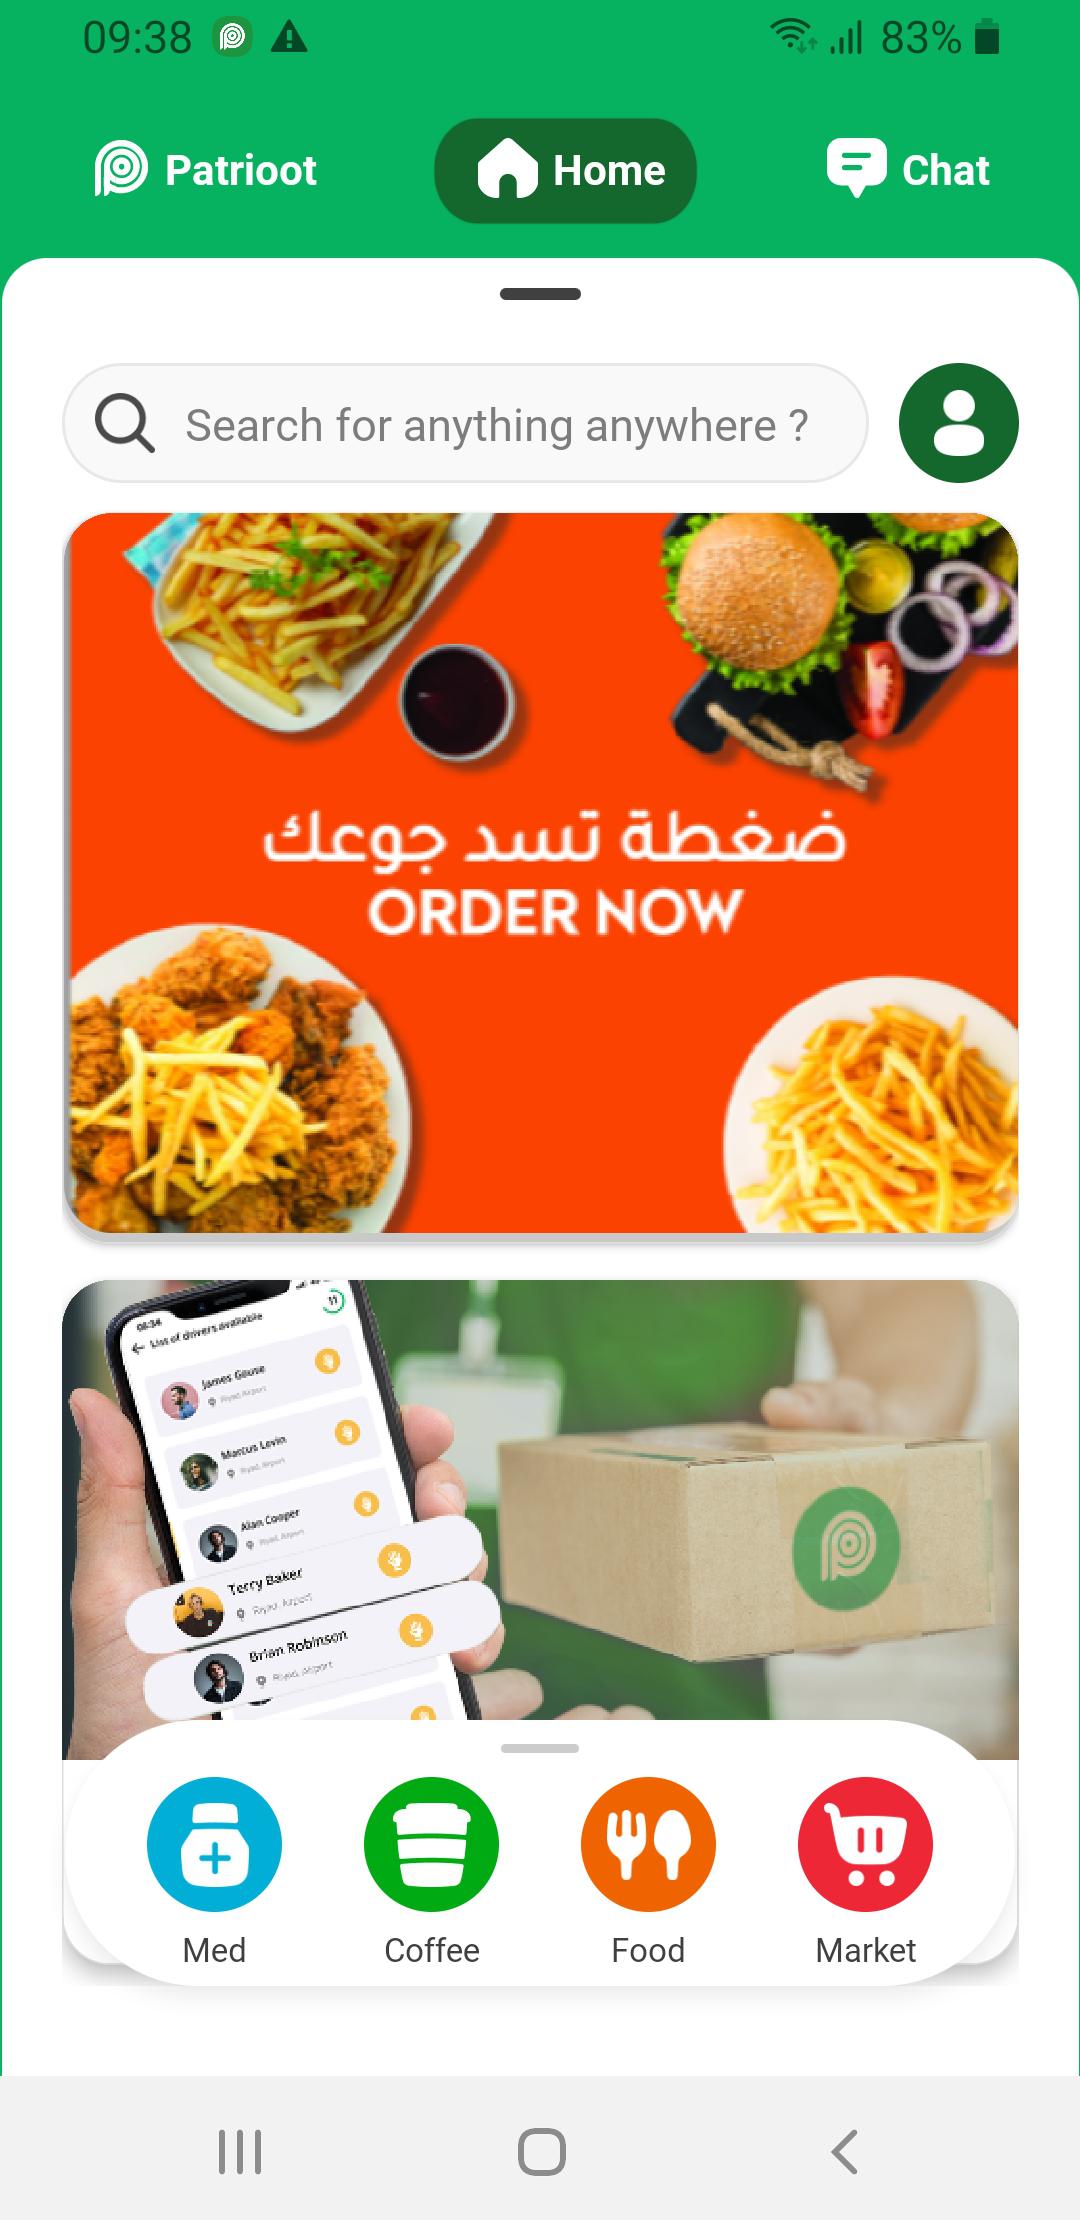 09:38
83%
Patrioot
Home
Chat
Search for anything anywhere ?
ضغطة تسد جوعك
ORDER NOW
08:34
11
List of drivers available
James Gouse
Riyad, Airport
Marcus Levin
Riyad, Airport
Alan Cooper
Riyad, Airport
Terry Baker
Riyad, Airport
Brian Robinson
Riyad, Airport
Med
Coffee
Food
Market